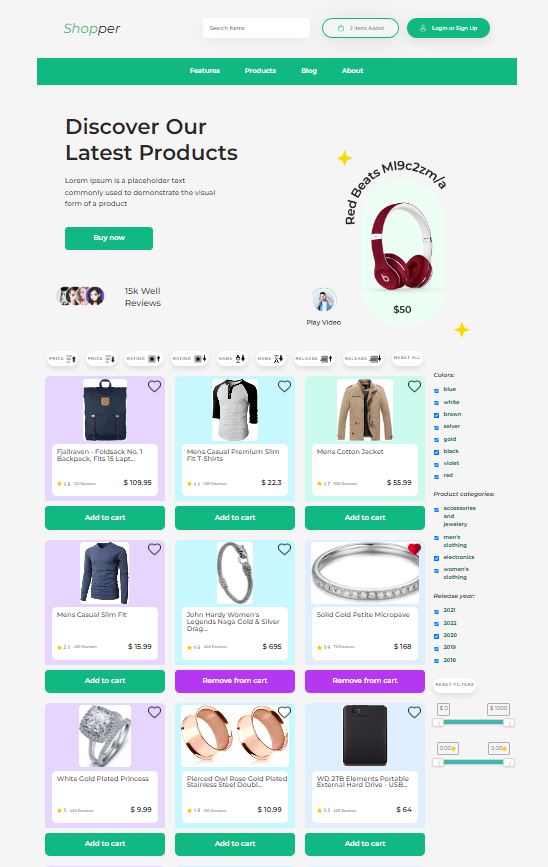 Shopper
Search Items
2 Items Added
Login or Sign Up
Features Products Blog About
Discover Our
Latest Products
Lorem Ipsum is a placeholder text
commonly used to demonstrate the visual
form of a product
Buy now
15k Well
Reviews
Red Beats Ml9c2zm/a
$50
Play Video
PRICE PRICE RATING RATING NAME NAME RELEASE RELEASE RESET ALL
Fjallraven - Foldsack No. 1
Backpack, Fits 15 Lapt...
3.9 120 Reviews $ 109.95
Add to cart
Mens Casual Premium Slim
Fit T-Shirts
4.1 259 Reviews $ 22.3
Add to cart
Mens Cotton Jacket
4.7 500 Reviews $ 55.99
Add to cart
Mens Casual Slim Fit
2.1 430 Reviews $ 15.99
Add to cart
John Hardy Women's
Legends Naga Gold & Silver
Drag...
4.6 400 Reviews $ 695
Remove from cart
Solid Gold Petite Micropave
3.9 70 Reviews $ 168
Remove from cart
White Gold Plated Princess
400 Reviews $ 9.99
Add to cart
Pierced Owl Rose Gold Plated
Stainless Steel Doubl...
1.9 100 Reviews $ 10.99
Add to cart
WD 2TB Elements Portable
External Hard Drive - USB...
3.3 203 Reviews $ 64
Add to cart
Colors:
blue
white
brown
selver
gold
black
violet
red
Product categories:
accessories
and
jewelery
men's
clothing
electronics
women's
clothing
Release year:
2021
2022
2020
2019
2018
RESET FILTERS
$ 0 $ 1000
0.00 5.00